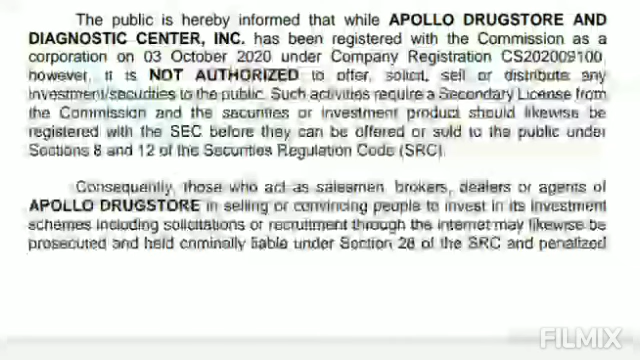 The public is hereby informed that while APOLLO DRUGSTORE AND
DIAGNOSTIC CENTER, INC. has been registered with the Commission as a
corporation on 03 October 2020 under Company Registration CS202009100,
however, it is NOT AUTHORIZED to offer, solicit, sell or distribute any
investment/securities to the public. Such activities require a Secondary License from
the Commission and the securities or investment product should likewise be
registered with the SEC before they can be offered or sold to the public under
Sections 8 and 12 of the Securities Regulation Code (SRC).
Consequently, those who act as salesmen, brokers, dealers or agents of
APOLLO DRUGSTORE in selling or convincing people to invest in its investment
schemes including solicitations or recruitment through the internet may likewise be
prosecuted and held criminally liable under Section 28 of the SRC and penalized
FILMIX